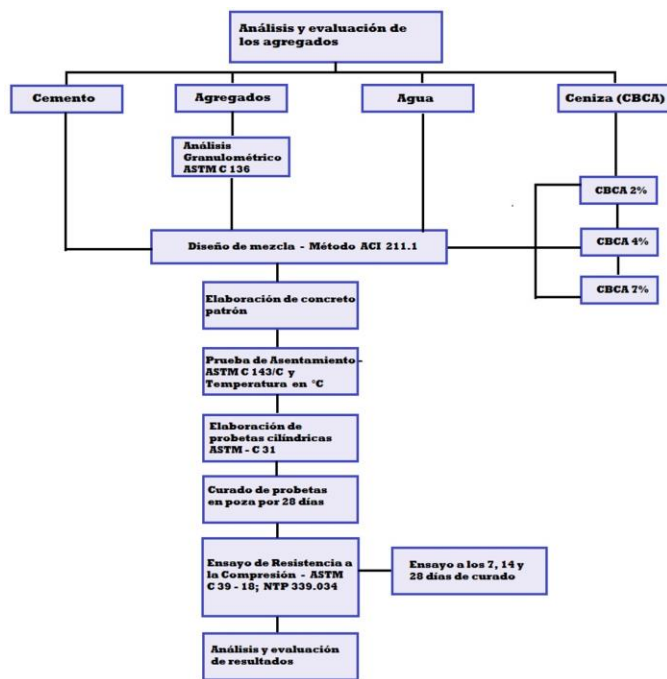 Análisis y evaluación de
los agregados
Cemento
Agregados
Agua
Ceniza (CBCA)
Análisis
Granulométrico
ASTM C 136
CBCA 2%
CBCA 4%
CBCA 7%
Diseño de mezcla - Método ACI 211.1
Elaboración de concreto
patrón
Prueba de Asentamiento -
ASTM C 143/C y
Temperatura en °C
Elaboración de
probetas cilíndricas
ASTM - C 31
Curado de probetas
en poza por 28 días
Ensayo de Resistencia a
la Compresión - ASTM
C 39 - 18; NTP 339.034
Ensayo a los 7, 14 y
28 días de curado
Análisis y evaluación
de resultados